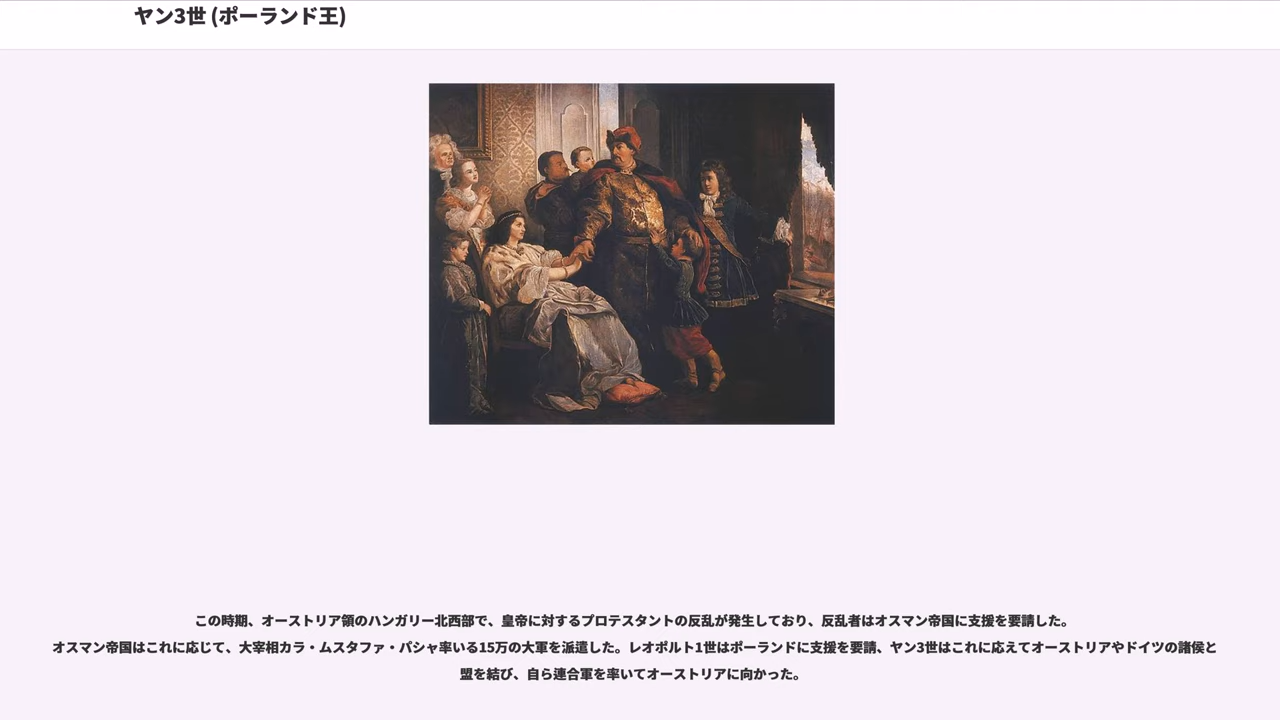 ヤン3世 (ポーランド王)
この時期、オーストリア領のハンガリー北西部で、皇帝に対するプロテスタントの反乱が発生しており、反乱者はオスマン帝国に支援を要請した。
オスマン帝国はこれに応じて、大宰相カラ・ムスタファ・パシャ率いる15万の大軍を派遣した。レオポルト1世はポーランドに支援を要請、ヤン3世はこれに応えてオーストリアやドイツの諸侯と
盟を結び、自ら連合軍を率いてオーストリアに向かった。